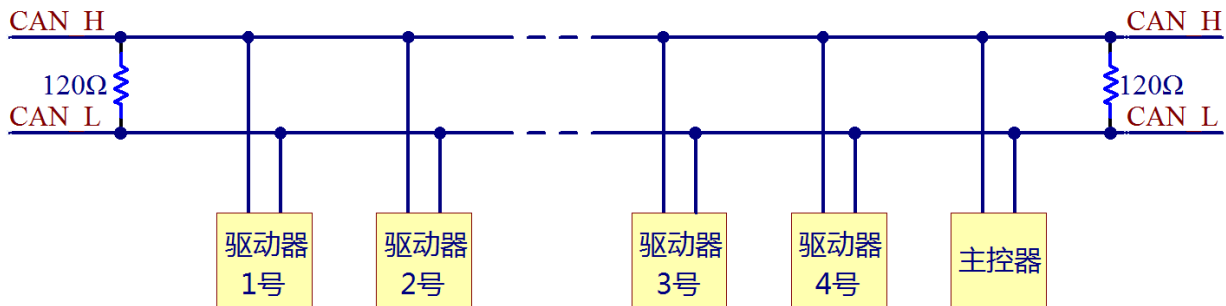 CAN H
CAN H
120Ω
120Ω
CAN L
CAN L
驱动器
1号
驱动器
2号
驱动器
3号
驱动器
4号
主控器